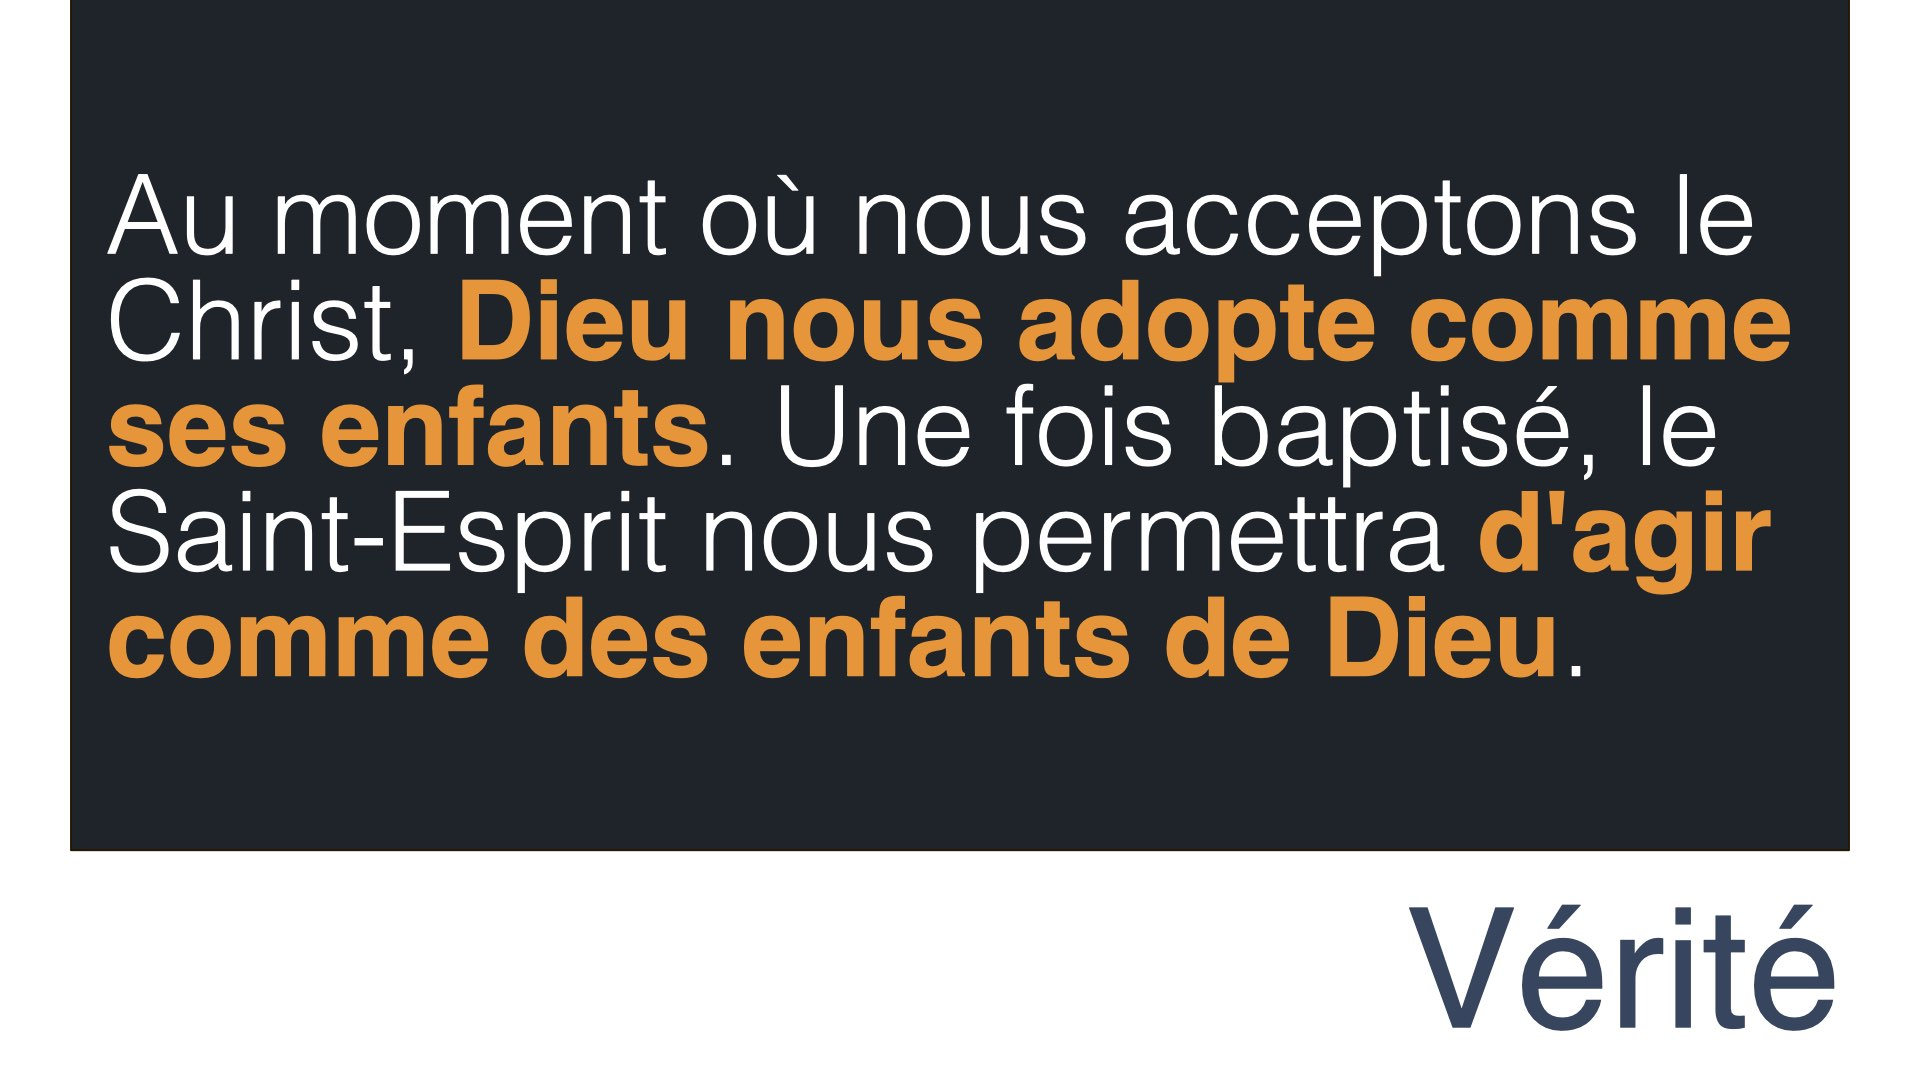 Au moment où nous acceptons le
Christ, Dieu nous adopte comme
ses enfants. Une fois baptisé, le
Saint-Esprit nous permettra d'agir
comme des enfants de Dieu.
Vérité